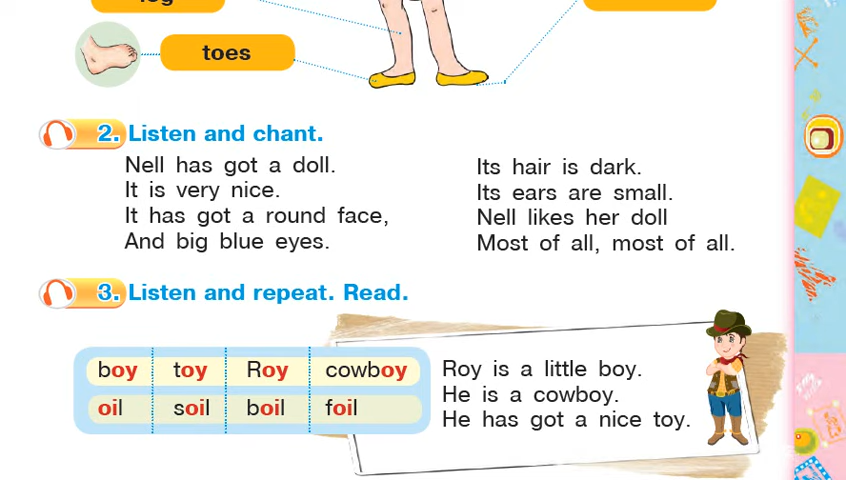 leg
toes
2. Listen and chant.
Nell has got a doll.
It is very nice.
It has got a round face,
And big blue eyes.
Its hair is dark.
Its ears are small.
Nell likes her doll
Most of all, most of all.
3. Listen and repeat. Read.
boy toy Roy cowboy
oil soil boil foil
Roy is a little boy.
He is a cowboy.
He has got a nice toy.